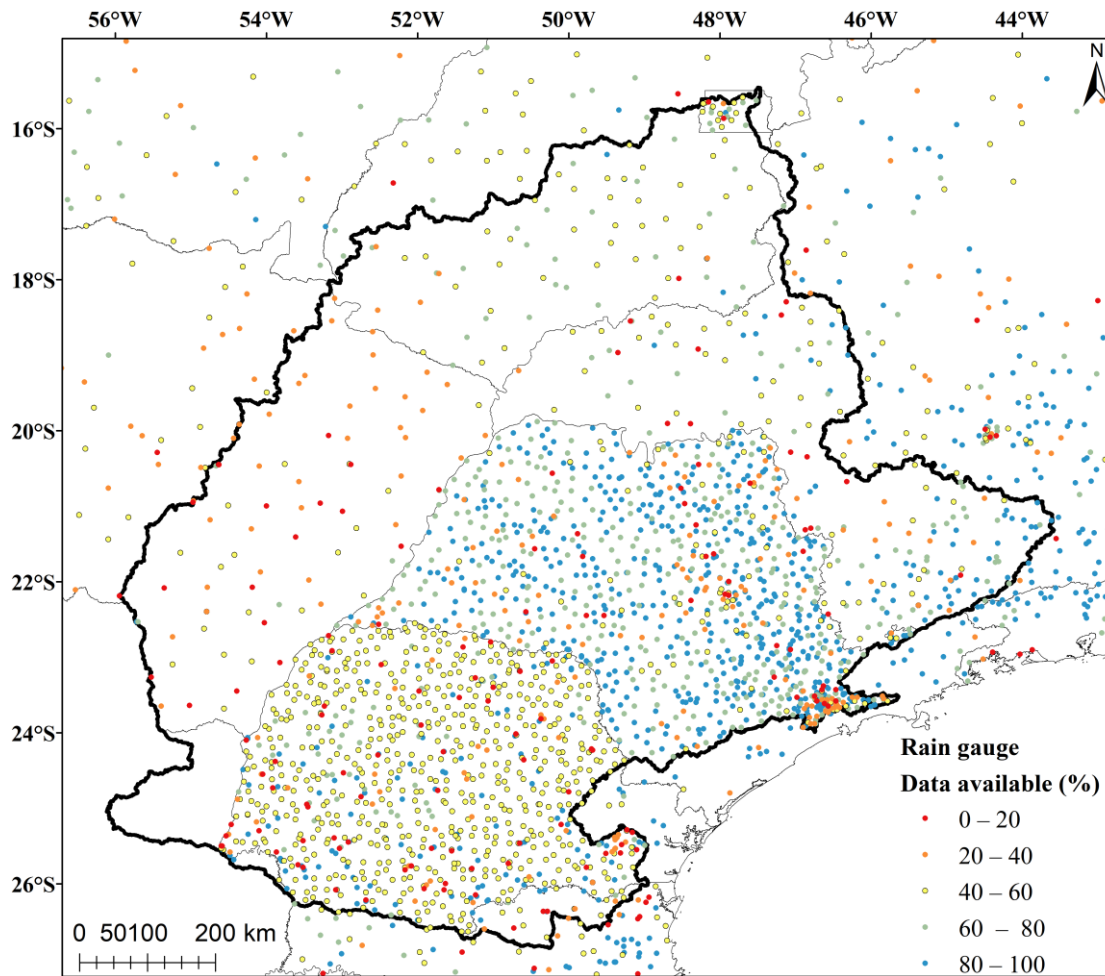 56°W 54°W 52°W 50°W 48°W 46°W 44°W
N
16°S
18°S
20°S
22°S
24°S
26°S
Rain gauge
Data available (%)
0 – 20
20 – 40
40 – 60
60 – 80
80 – 100
0 50100 200 km